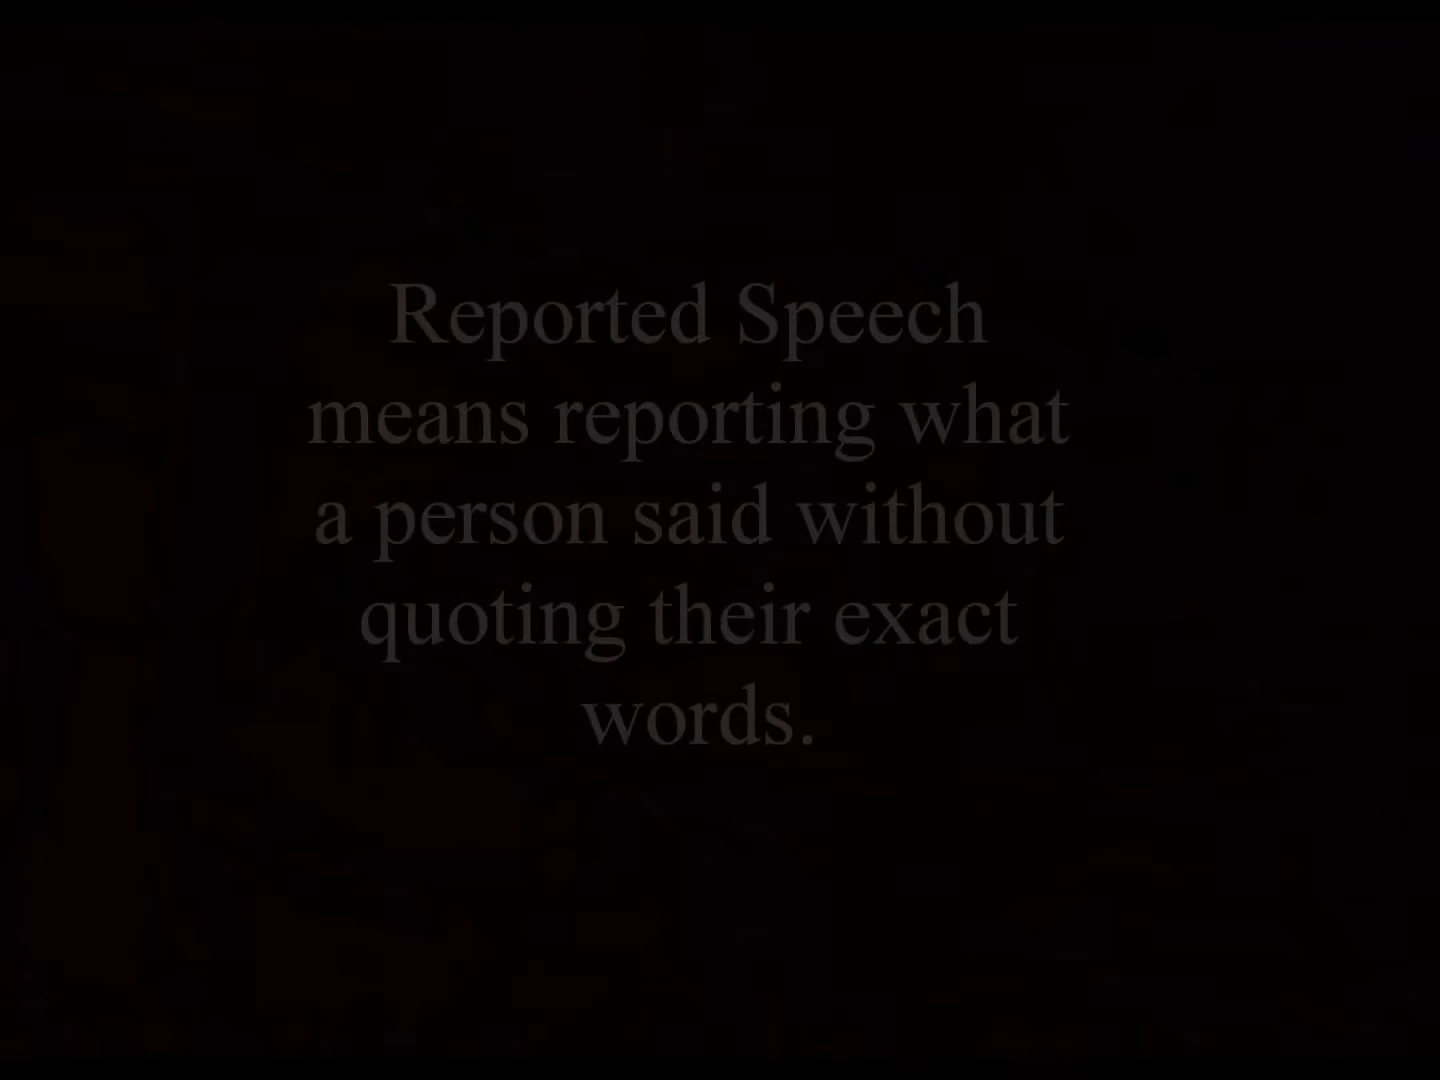 Reported Speech
means reporting what
a person said without
quoting their exact
words.